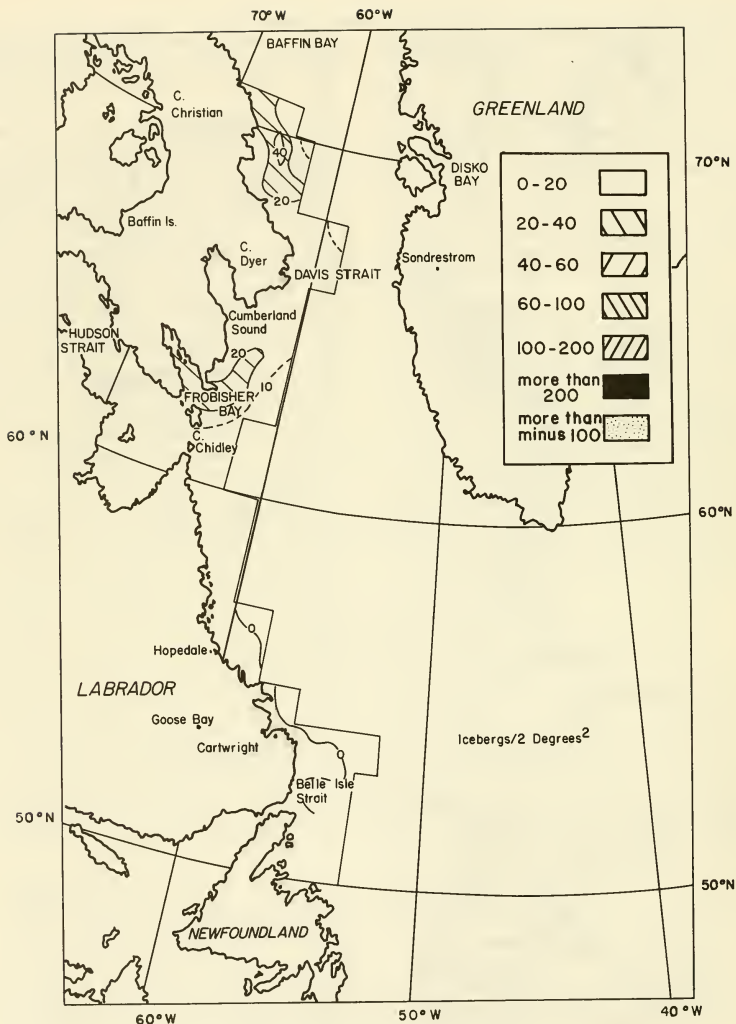 70°W 60°W
BAFFIN BAY
C.
Christian
GREENLAND
40
DISKO
BAY
70°N
20
Baffin Is.
C.
Dyer
DAVIS STRAIT
Sondrestrom
Cumberland
Sound
HUDSON
STRAIT
20
10
FROBISHER
BAY
C.
Chidley
60°N
60°N
0-20
20-40
40-60
60-100
100-200
more than
200
more than
minus 100
0
Hopedale
LABRADOR
Goose Bay
Cartwright
0
Icebergs/2 Degrees²
Belle Isle
Strait
50°N
50°N
NEWFOUNDLAND
60°W
50°W
40°W